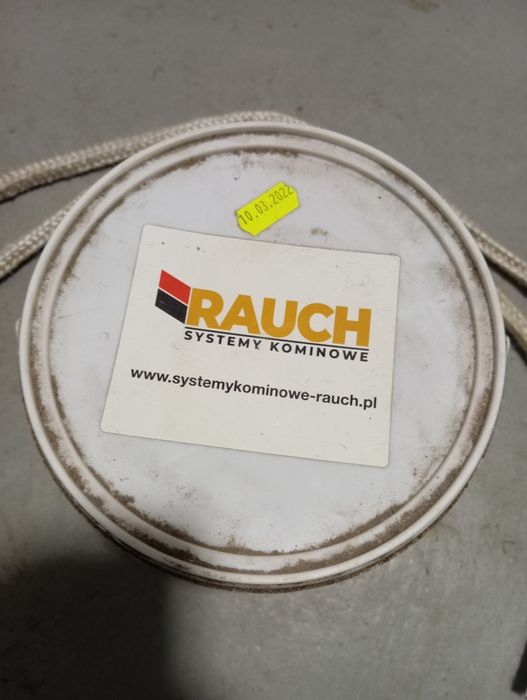 10.03.2022
RAUCH
SYSTEMY KOMINOWE
www.systemykominowe-rauch.pl